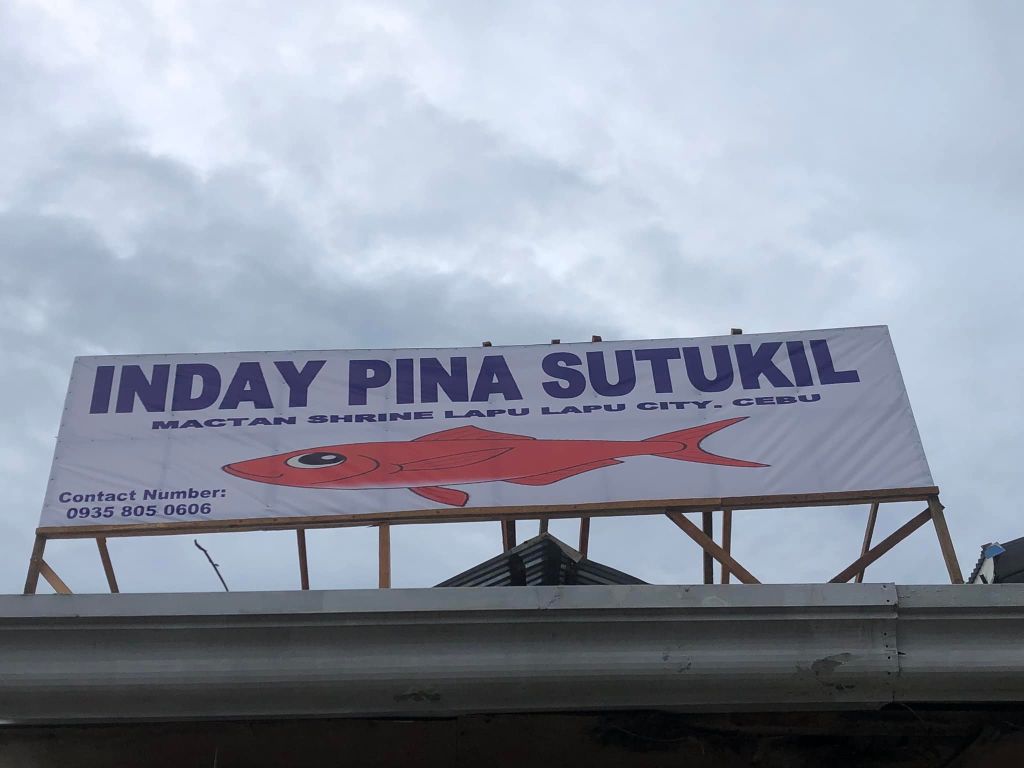 INDAY PINA SUTUKIL
MACTAN SHRINE LAPU LAPU CITY. CEBU
Contact Number:
0935 805 0606